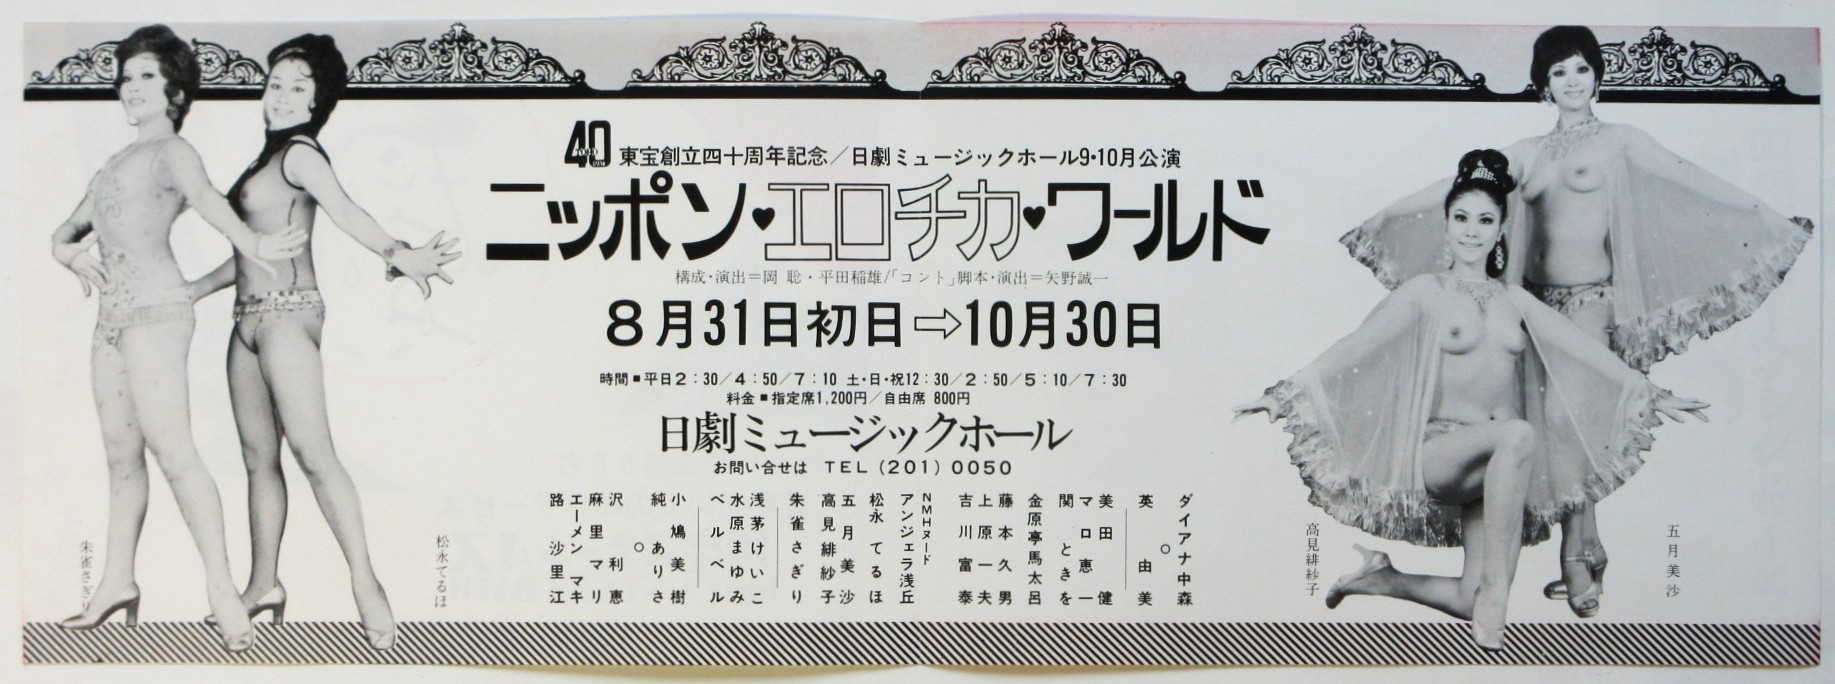 40
東宝創立四十周年記念／日劇ミュージックホール9・10月公演
ニッポン♥エロチカ♥ワールド
構成・演出＝岡 聡・平田稲雄/「コント」脚本・演出＝矢野誠一
8月31日初日⇨10月30日
時間■平日2：30／4：50／7：10 土・日・祝12：30／2：50／5：10／7：30
料金■指定席1,200円／自由席 800円
日劇ミュージックホール
お問い合せは TEL (201) 0050
ダイアナ中森
英 由美
美田 健
マロ恵一
関ときを
金原亭馬太呂
藤本久男
上原一夫
吉川富泰
NMHヌード
アンジェラ浅丘
松永てるほ
五月美沙
高見緋紗子
朱雀さぎり
浅茅けいこ
水原まゆみ
ベルベル
小鳩美樹
純ありさ
沢 利恵
麻里マリ
エーメンマキ
路 沙里江
朱雀さぎり
松永てるほ
高見緋紗子
五月美沙